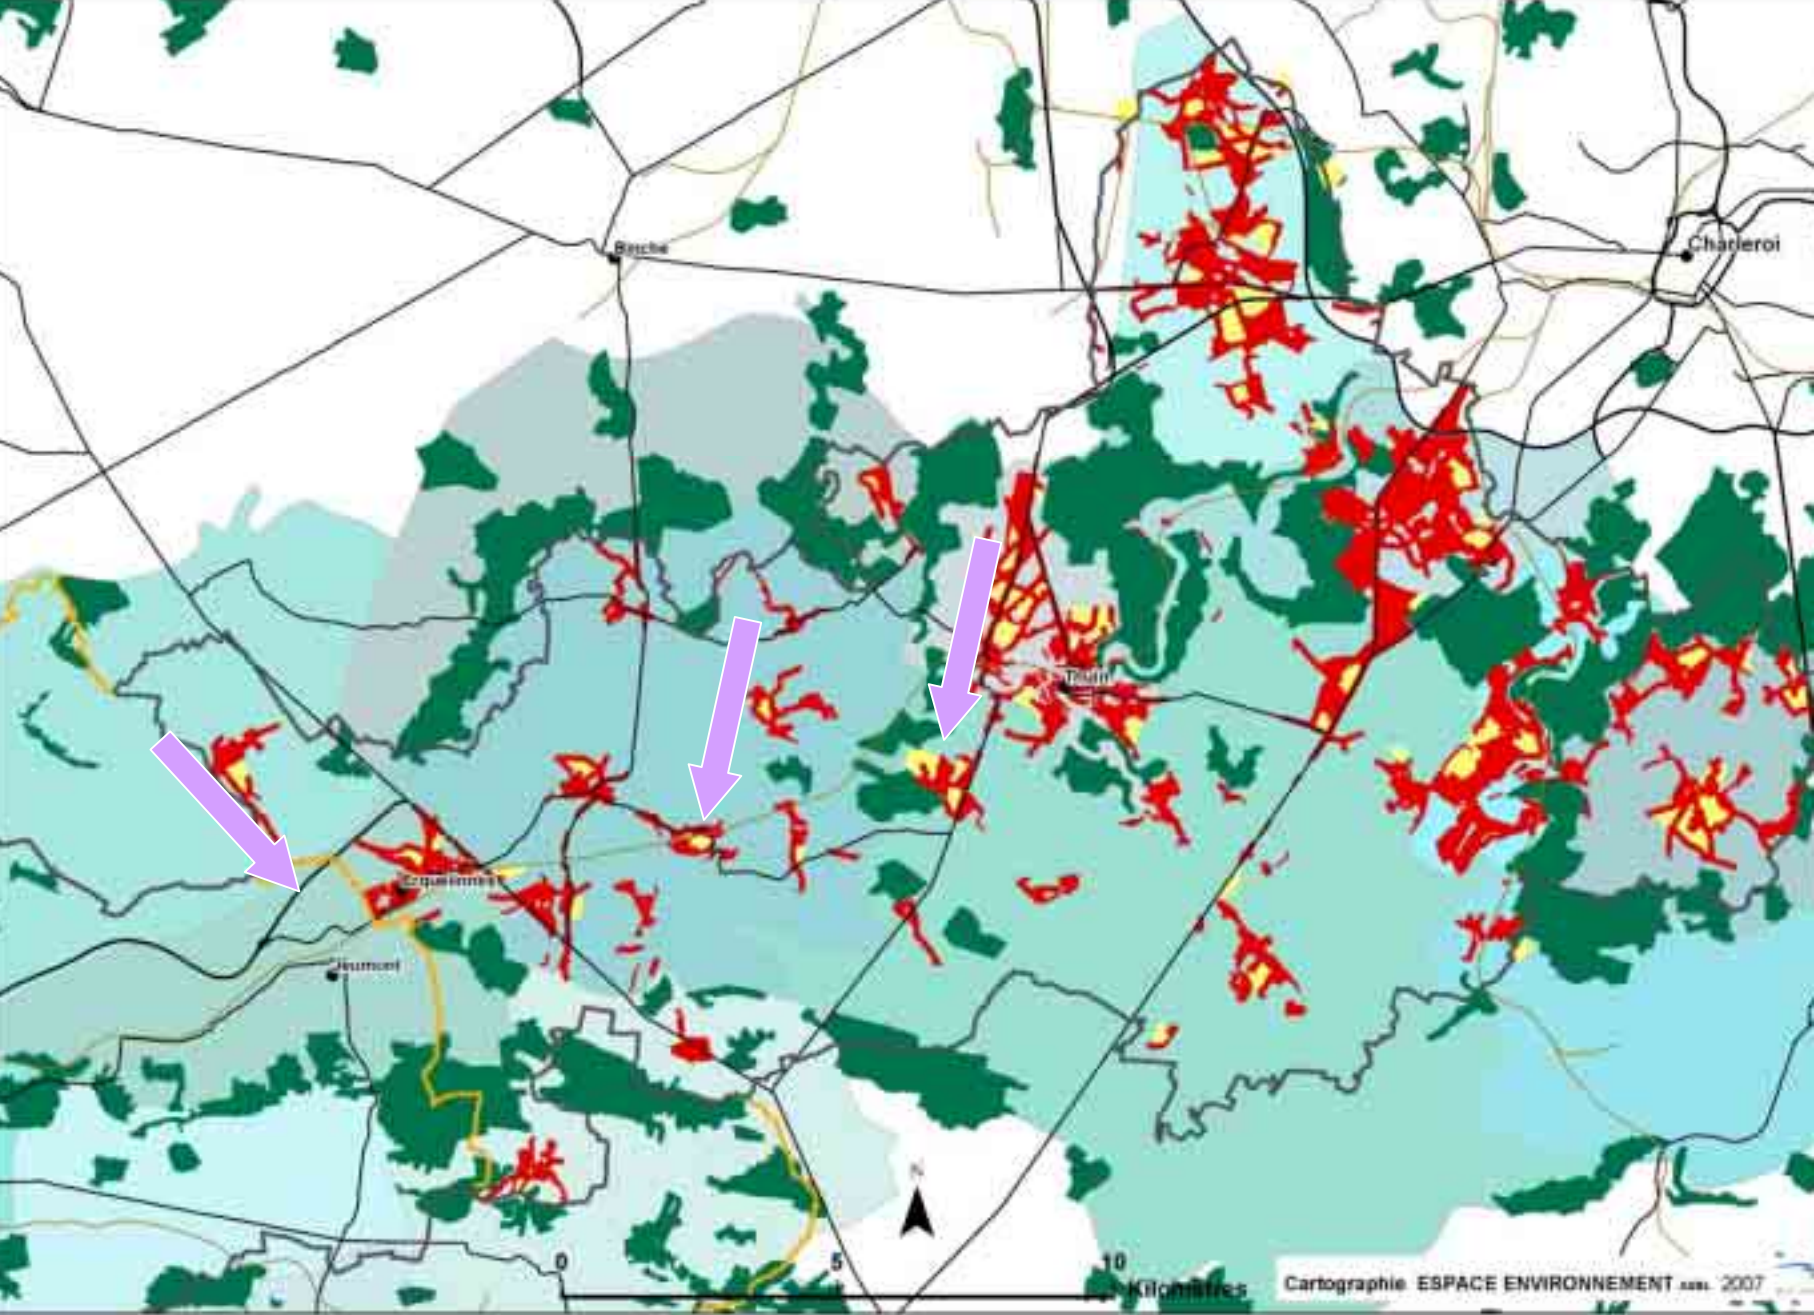 Binche
Charleroi
Thuin
Erquelinnes
Jeumont
N
0 5 10
Kilomètres
Cartographie ESPACE ENVIRONNEMENT ASBL 2007